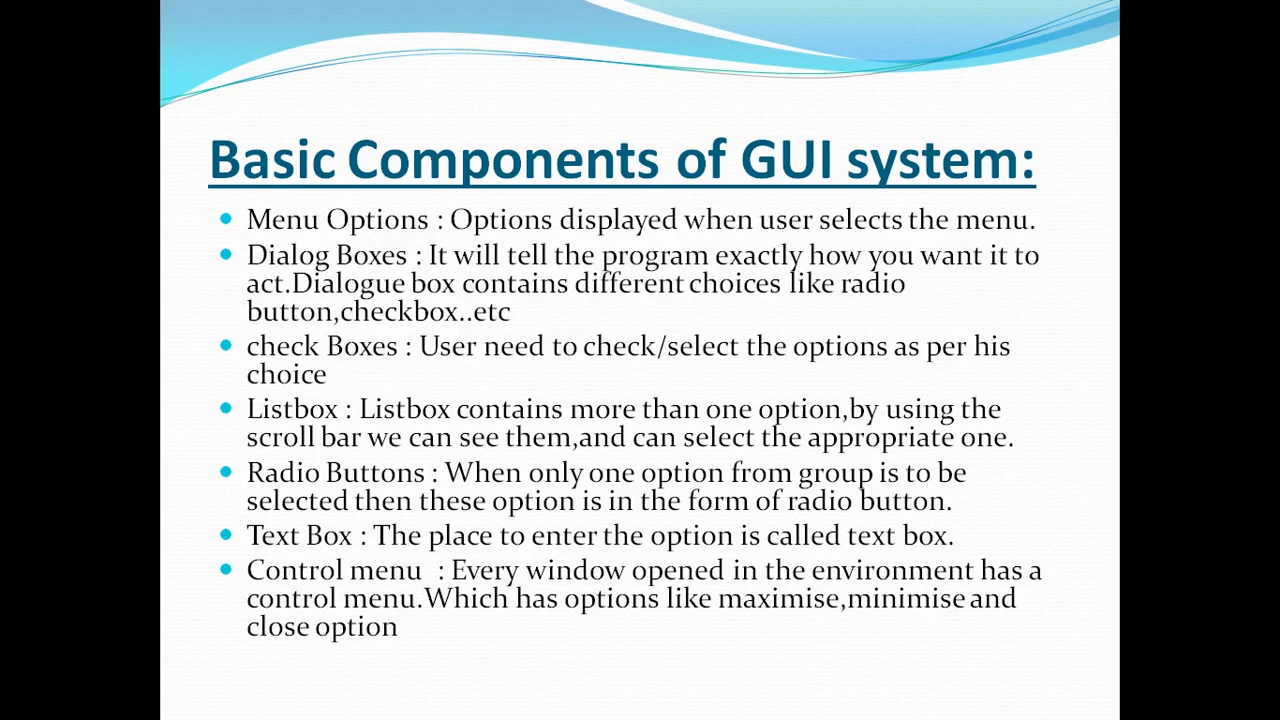 Basic Components of GUI system:
Menu Options : Options displayed when user selects the menu.
Dialog Boxes : It will tell the program exactly how you want it to
act.Dialogue box contains different choices like radio
button,checkbox..etc
check Boxes : User need to check/select the options as per his
choice
Listbox : Listbox contains more than one option,by using the
scroll bar we can see them,and can select the appropriate one.
Radio Buttons : When only one option from group is to be
selected then these option is in the form of radio button.
Text Box : The place to enter the option is called text box.
Control menu  : Every window opened in the environment has a
control menu.Which has options like maximise,minimise and
close option